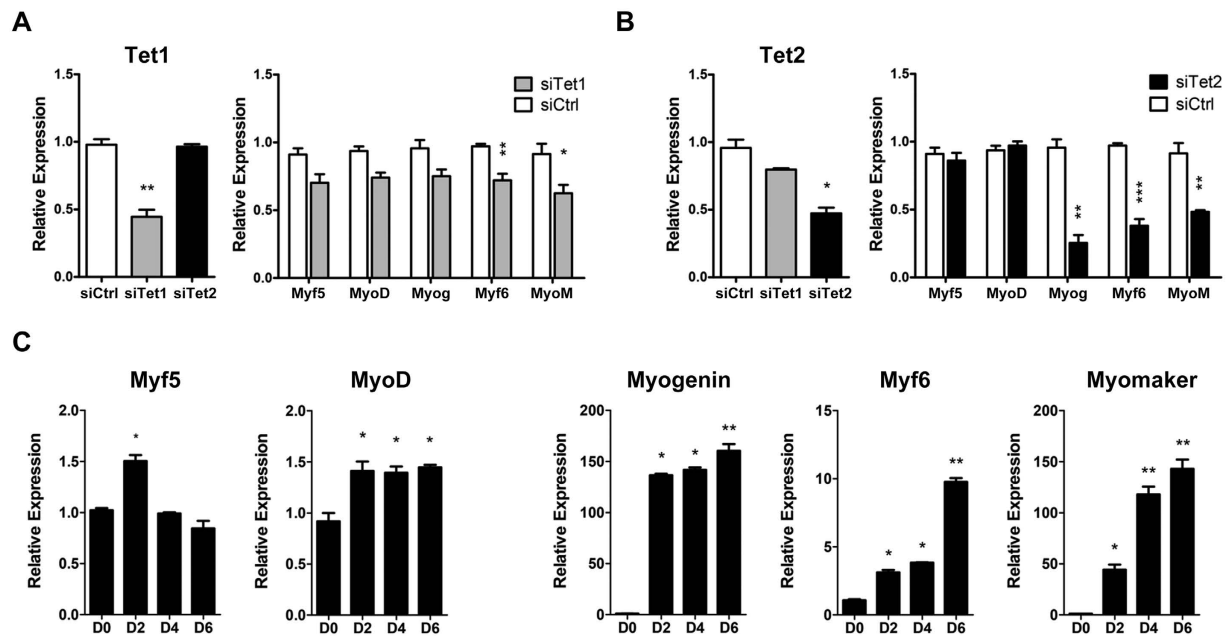 A
Tet1
Relative Expression
1.5
1.0
0.5
0.0
**
siCtrl siTet1 siTet2
Relative Expression
1.5
1.0
0.5
0.0
siTet1
siCtrl
**
*
Myf5 MyoD Myog Myf6 MyoM
B
Tet2
Relative Expression
1.5
1.0
0.5
0.0
*
siCtrl siTet1 siTet2
Relative Expression
1.5
1.0
0.5
0.0
siTet2
siCtrl
**
***
**
Myf5 MyoD Myog Myf6 MyoM
C
Myf5
Relative Expression
2.0
1.5
1.0
0.5
0.0
*
D0 D2 D4 D6
MyoD
Relative Expression
2.0
1.5
1.0
0.5
0.0
* * *
D0 D2 D4 D6
Myogenin
Relative Expression
200
150
100
50
0
* * **
D0 D2 D4 D6
Myf6
Relative Expression
15
10
5
0
* * **
D0 D2 D4 D6
Myomaker
Relative Expression
200
150
100
50
0
* ** **
D0 D2 D4 D6